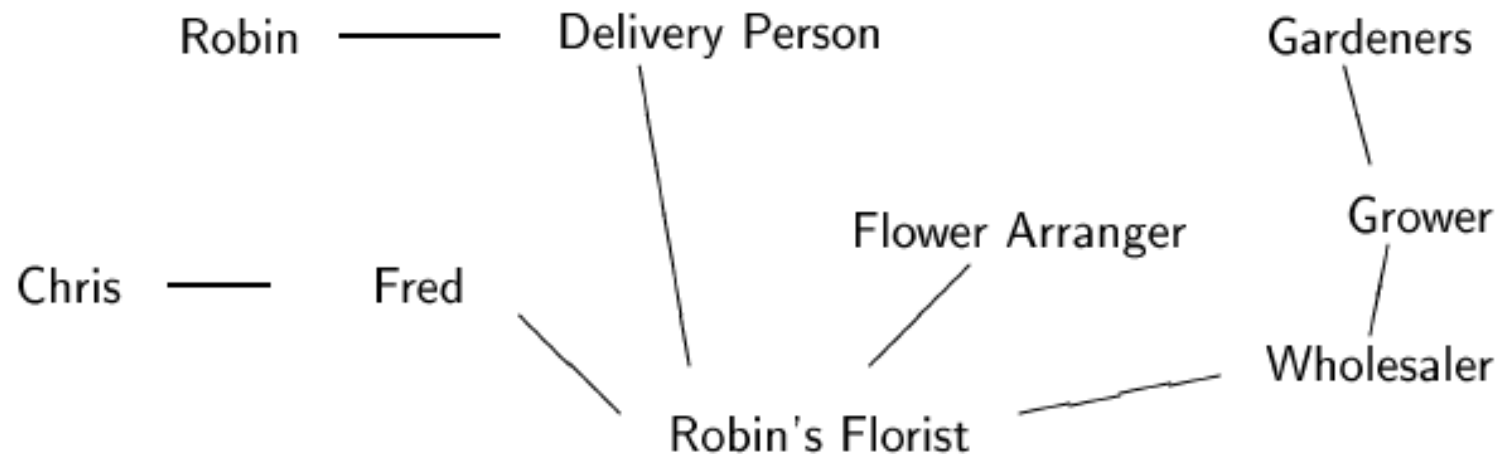 Robin
Delivery Person
Gardeners
Flower Arranger
Grower
Chris
Fred
Wholesaler
Robin's Florist